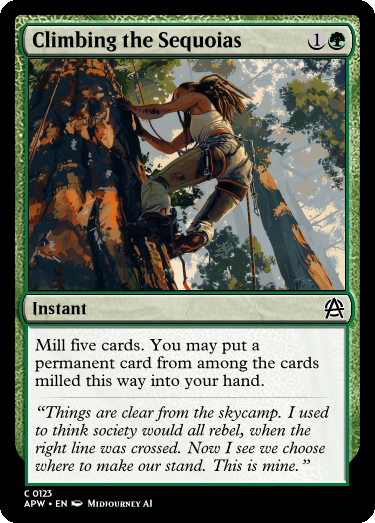 Climbing the Sequoias 1
Instant
Mill five cards. You may put a
permanent card from among the cards
milled this way into your hand.
“Things are clear from the skycamp. I used
to think society would all rebel, when the
right line was crossed. Now I see we choose
where to make our stand. This is mine.”
C 0123
APW • EN Midjourney AI